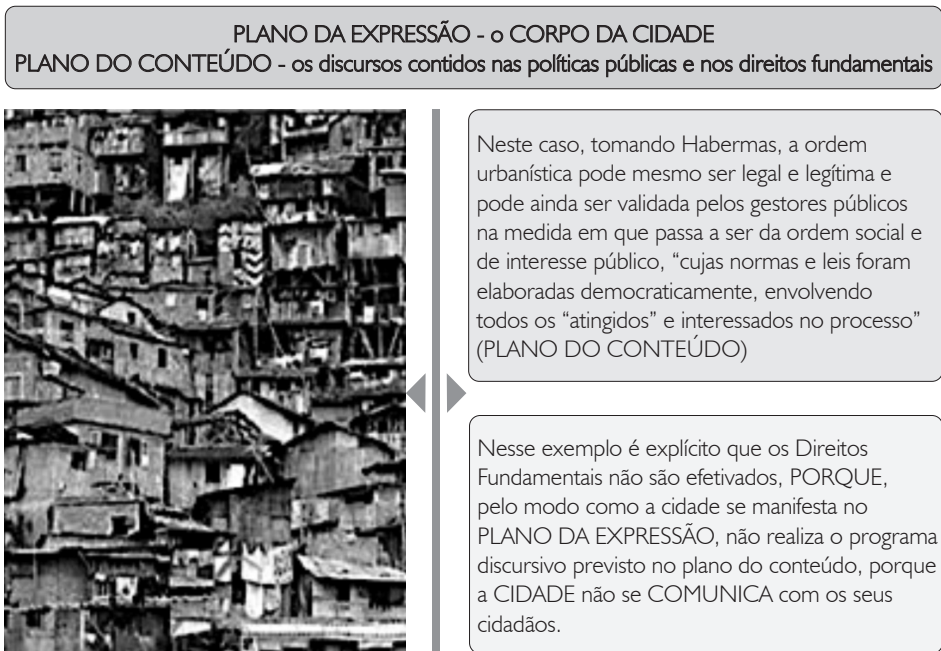 PLANO DA EXPRESSÃO - o CORPO DA CIDADE
PLANO DO CONTEÚDO - os discursos contidos nas políticas públicas e nos direitos fundamentais
Neste caso, tomando Habermas, a ordem
urbanística pode mesmo ser legal e legítima e
pode ainda ser validada pelos gestores públicos
na medida em que passa a ser da ordem social e
de interesse público, “cujas normas e leis foram
elaboradas democraticamente, envolvendo
todos os “atingidos” e interessados no processo”
(PLANO DO CONTEÚDO)
Nesse exemplo é explícito que os Direitos
Fundamentais não são efetivados, PORQUE,
pelo modo como a cidade se manifesta no
PLANO DA EXPRESSÃO, não realiza o programa
discursivo previsto no plano do conteúdo, porque
a CIDADE não se COMUNICA com os seus
cidadãos.